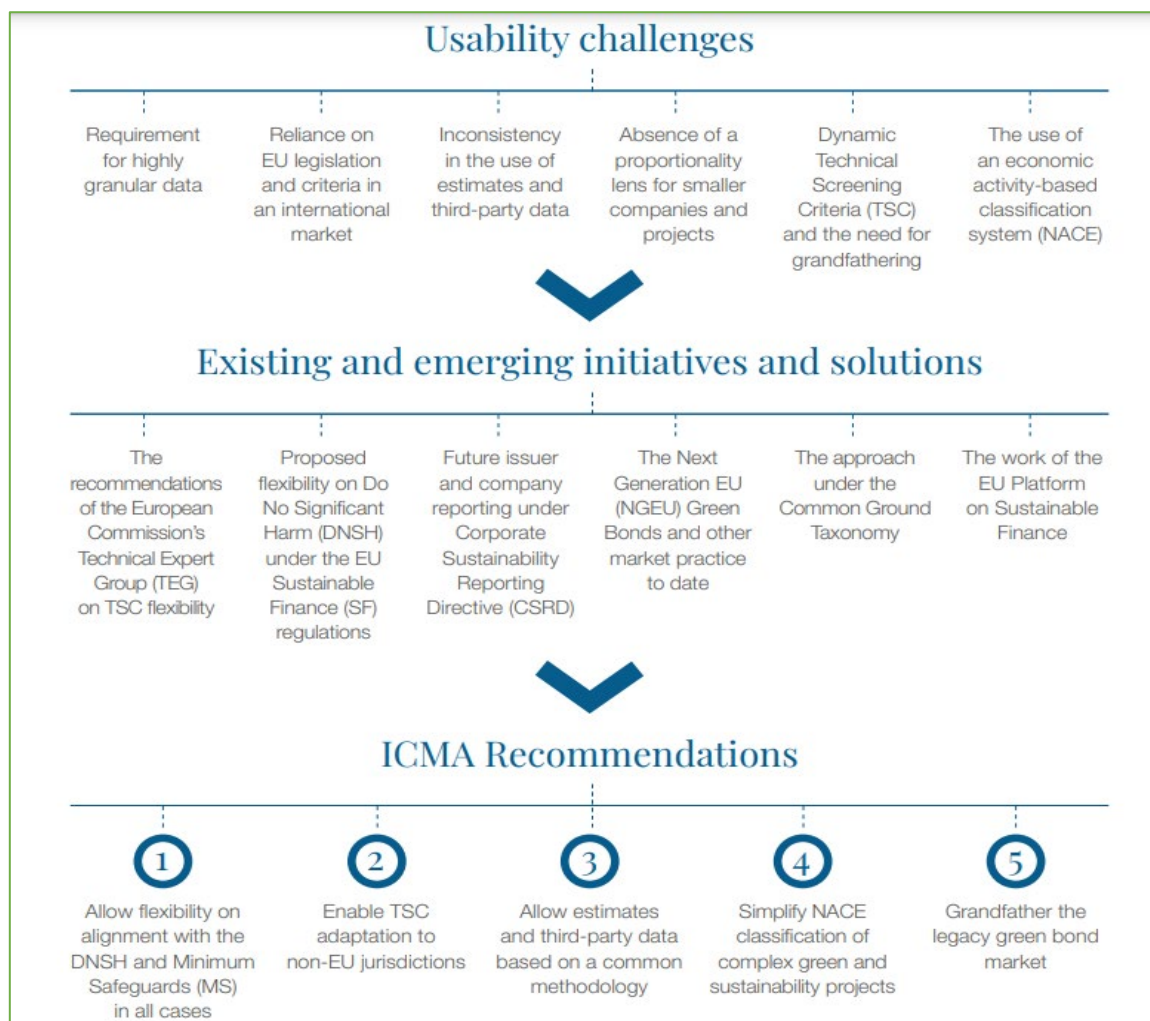 Usability challenges
Requirement
for highly
granular data
Reliance on
EU legislation
and criteria in
an international
market
Inconsistency
in the use of
estimates and
third-party data
Absence of a
proportionality
lens for smaller
companies and
projects
Dynamic
Technical
Screening
Criteria (TSC)
and the need for
grandfathering
The use of
an economic
activity-based
classification
system (NACE)
Existing and emerging initiatives and solutions
The
recommendations
of the European
Commission's
Technical Expert
Group (TEG)
on TSC flexibility
Proposed
flexibility on Do
No Significant
Harm (DNSH)
under the EU
Sustainable
Finance (SF)
regulations
Future issuer
and company
reporting under
Corporate
Sustainability
Reporting
Directive (CSRD)
The Next
Generation EU
(NGEU) Green
Bonds and other
market practice
to date
The approach
under the
Common Ground
Taxonomy
The work of the
EU Platform
on Sustainable
Finance
ICMA Recommendations
1
Allow flexibility on
alignment with the
DNSH and Minimum
Safeguards (MS)
in all cases
2
Enable TSC
adaptation to
non-EU jurisdictions
3
Allow estimates
and third-party data
based on a common
methodology
4
Simplify NACE
classification of
complex green and
sustainability projects
5
Grandfather the
legacy green bond
market